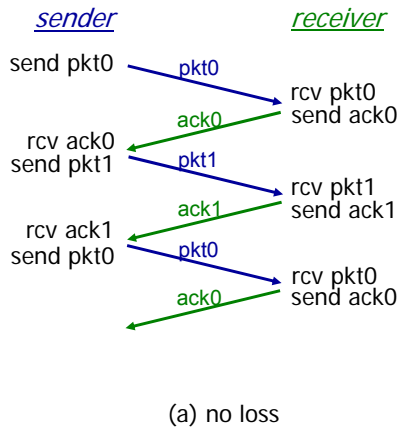 sender receiver
send pkt0
pkt0
rcv pkt0
send ack0
ack0
rcv ack0
send pkt1
pkt1
rcv pkt1
send ack1
ack1
rcv ack1
send pkt0
pkt0
rcv pkt0
send ack0
ack0
(a) no loss